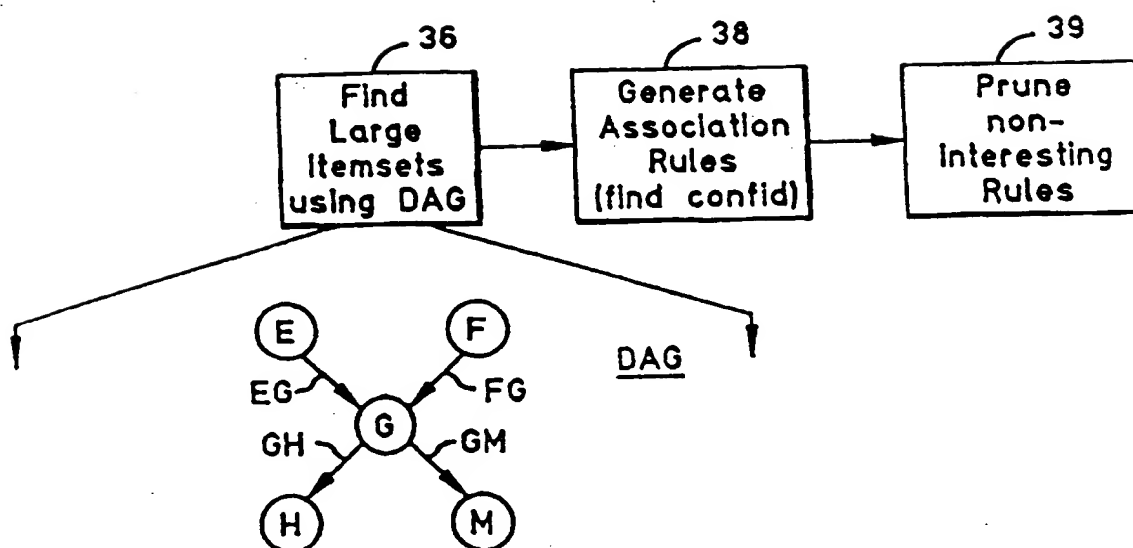 36
38
39
Find
Large
Itemsets
using DAG
Generate
Association
Rules
(find confid)
Prune
non-
Interesting
Rules
E
F
DAG
EG
FG
G
GH
GM
H
M